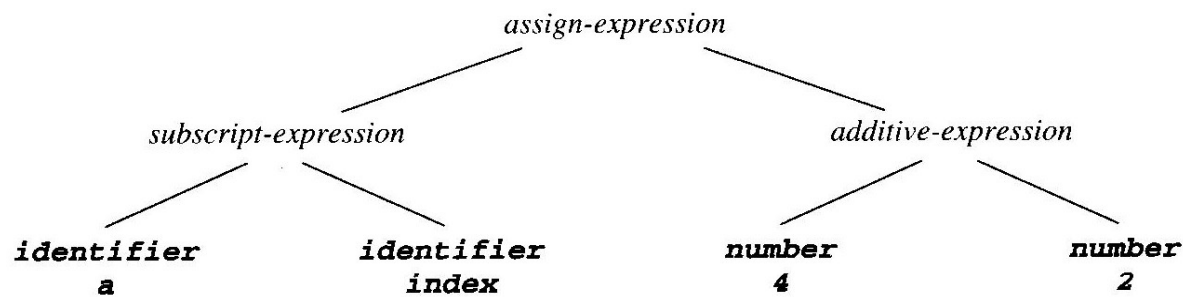 assign-expression
subscript-expression additive-expression
identifier identifier number number
a index 4 2